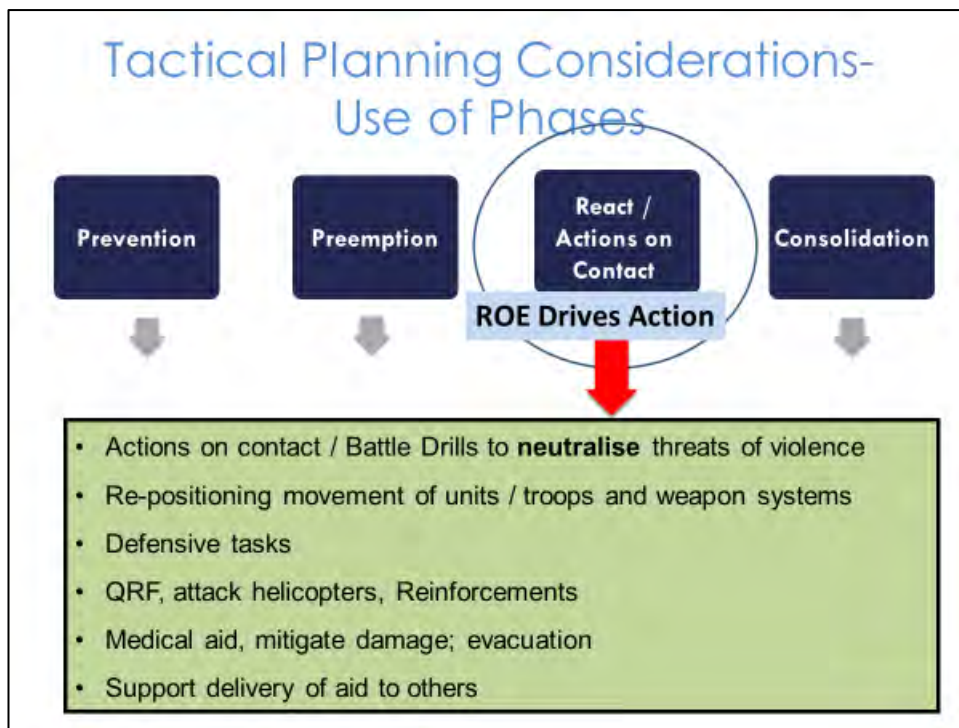 Tactical Planning Considerations-
Use of Phases
Prevention
Preemption
React /
Actions on
Contact
Consolidation
ROE Drives Action
• Actions on contact / Battle Drills to neutralise threats of violence
• Re-positioning movement of units / troops and weapon systems
• Defensive tasks
• QRF, attack helicopters, Reinforcements
• Medical aid, mitigate damage; evacuation
• Support delivery of aid to others